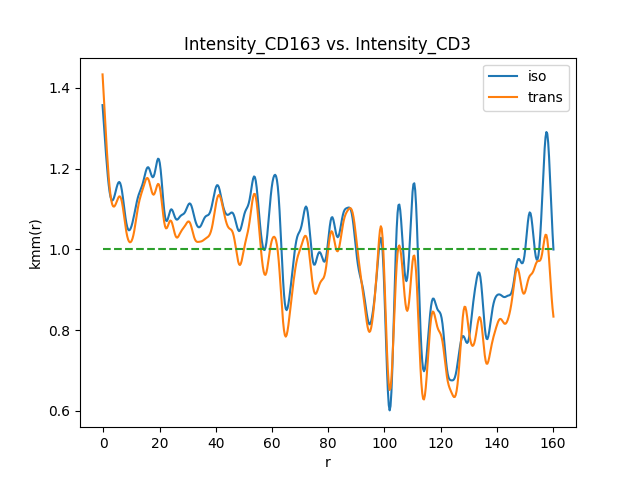 Intensity_CD163 vs. Intensity_CD3
iso
trans
kmm(r)
1.4
1.2
1.0
0.8
0.6
0 20 40 60 80 100 120 140 160
r